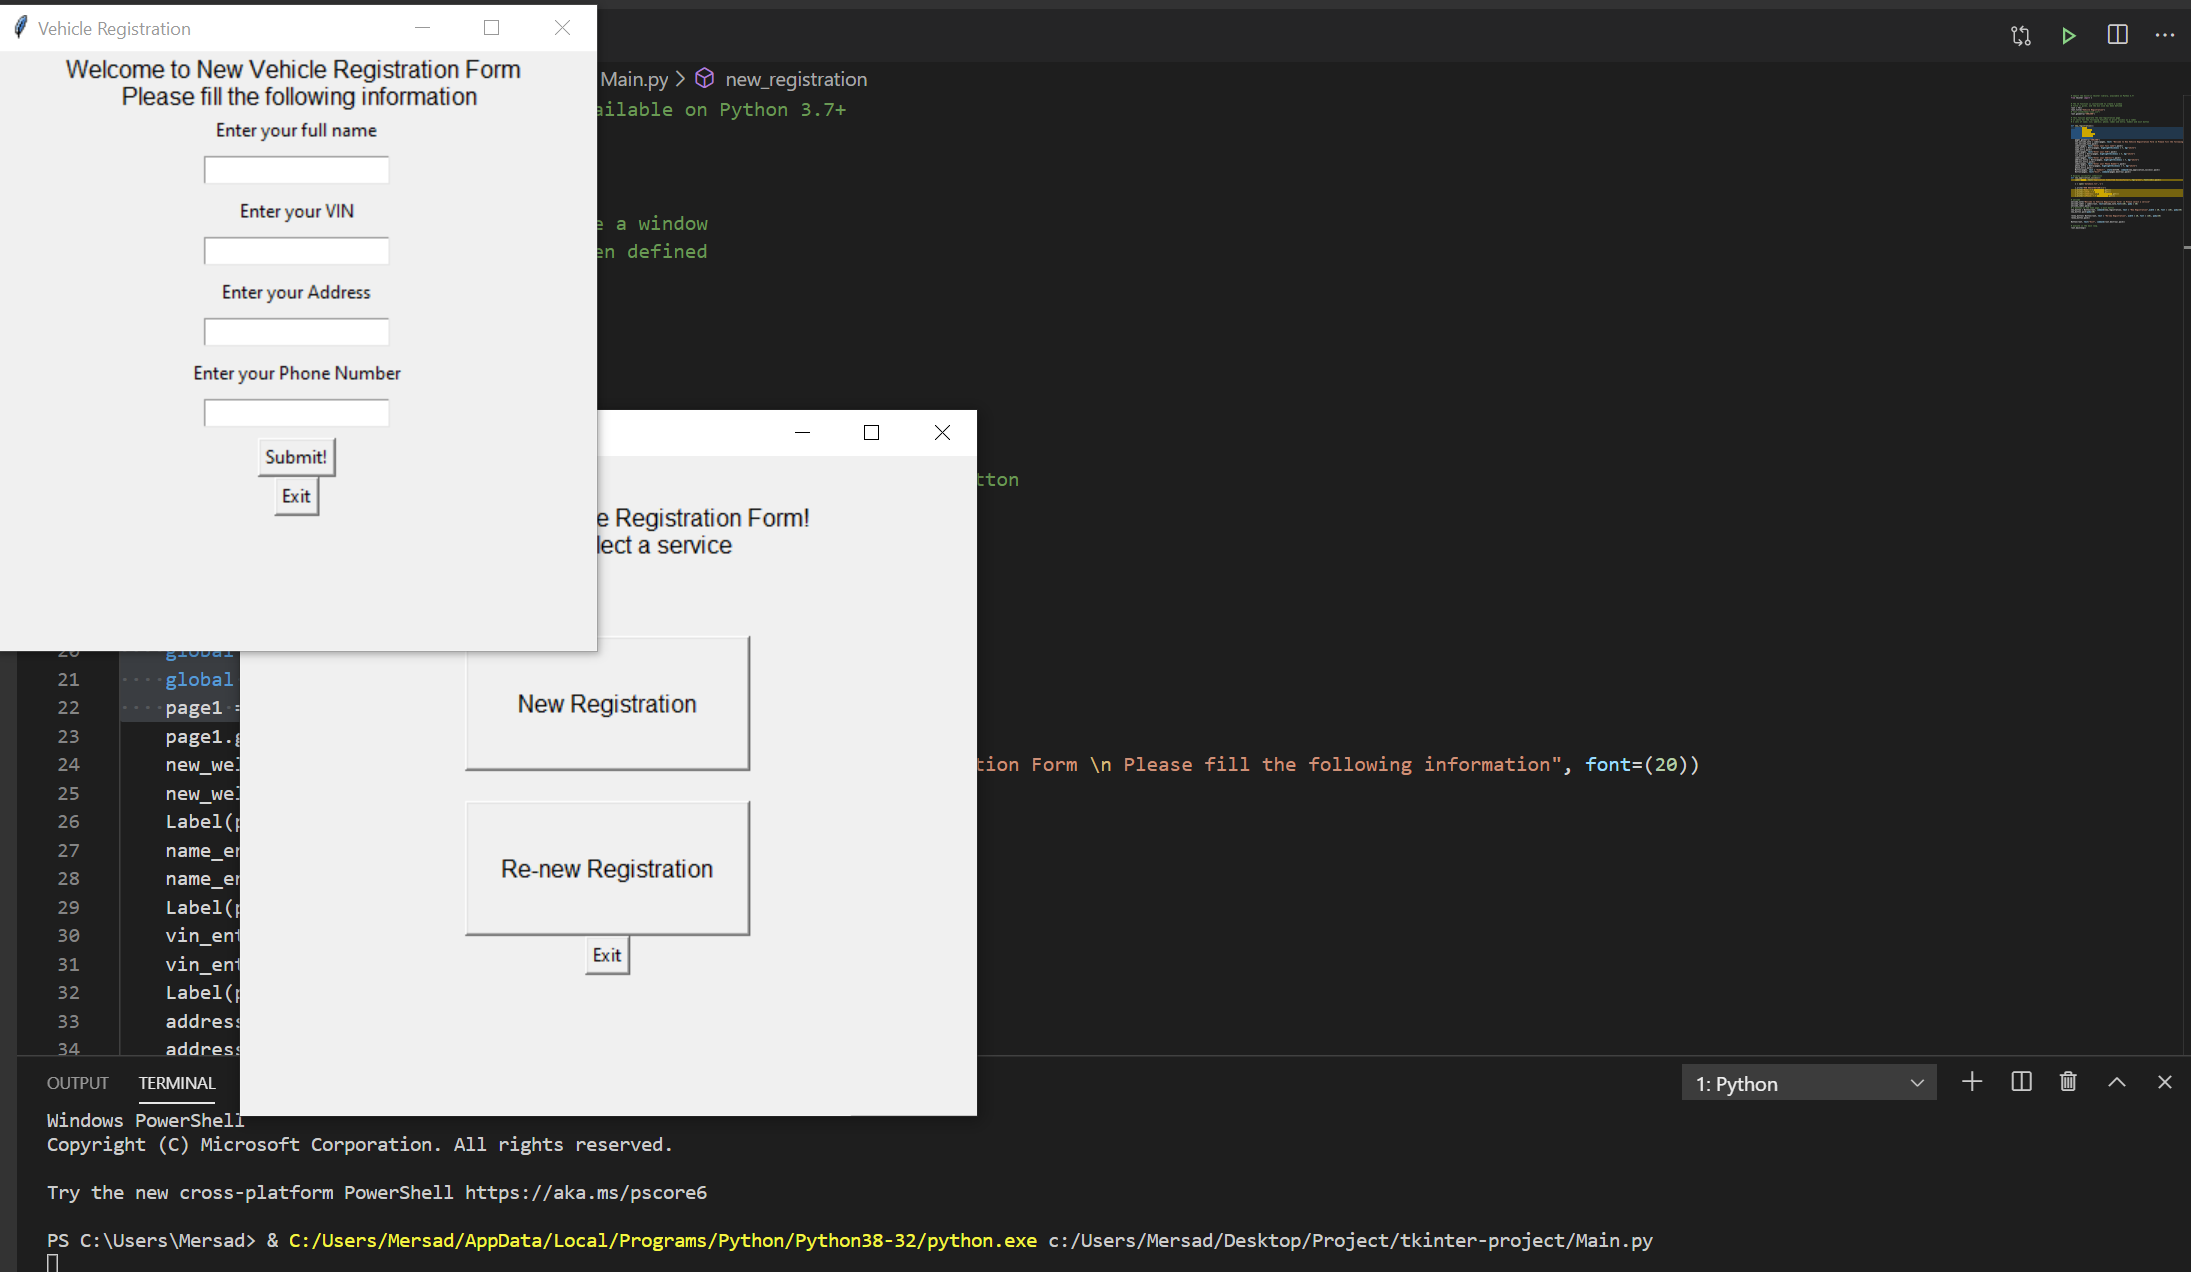 Vehicle Registration
Welcome to New Vehicle Registration Form
Please fill the following information
Enter your full name
Enter your VIN
Enter your Address
Enter your Phone Number
Submit!
Exit
Main.py > new_registration
ailable on Python 3.7+
e a window
en defined
tton
e Registration Form!
lect a service
New Registration
Re-new Registration
Exit
20 global
21 global
22 page1 =
23 page1.g
24 new_wel tion Form \n Please fill the following information", font=(20))
25 new_wel
26 Label(p
27 name_en
28 name_en
29 Label(p
30 vin_ent
31 vin_ent
32 Label(p
33 address
34 address
OUTPUT TERMINAL 1: Python
Windows PowerShell
Copyright (C) Microsoft Corporation. All rights reserved.
Try the new cross-platform PowerShell https://aka.ms/pscore6
PS C:\Users\Mersad> & C:/Users/Mersad/AppData/Local/Programs/Python/Python38-32/python.exe c:/Users/Mersad/Desktop/Project/tkinter-project/Main.py